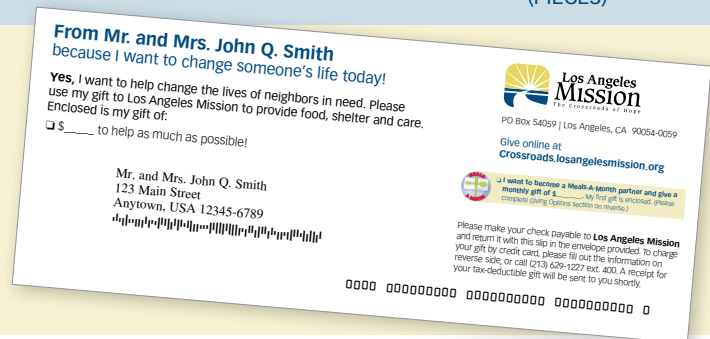 (PIECES)
From Mr. and Mrs. John Q. Smith
because I want to change someone's life today!
Yes, I want to help change the lives of neighbors in need. Please
use my gift to Los Angeles Mission to provide food, shelter and care.
Enclosed is my gift of:
❑ $____ to help as much as possible!
Mr. and Mrs. John Q. Smith
123 Main Street
Anytown, USA 12345-6789
Los Angeles
Mission
The Crossroads of Hope
PO Box 54059 | Los Angeles, CA 90054-0059
Give online at
Crossroads.losangelesmission.org
❑ I want to become a Meals-A-Month partner and give a
monthly gift of $______. My first gift is enclosed. (Please
complete Giving Options section on reverse.)
Please make your check payable to Los Angeles Mission
and return it with this slip in the envelope provided. To charge
your gift by credit card, please fill out the information on
reverse side, or call (213) 629-1227 ext. 400. A receipt for
your tax-deductible gift will be sent to you shortly.